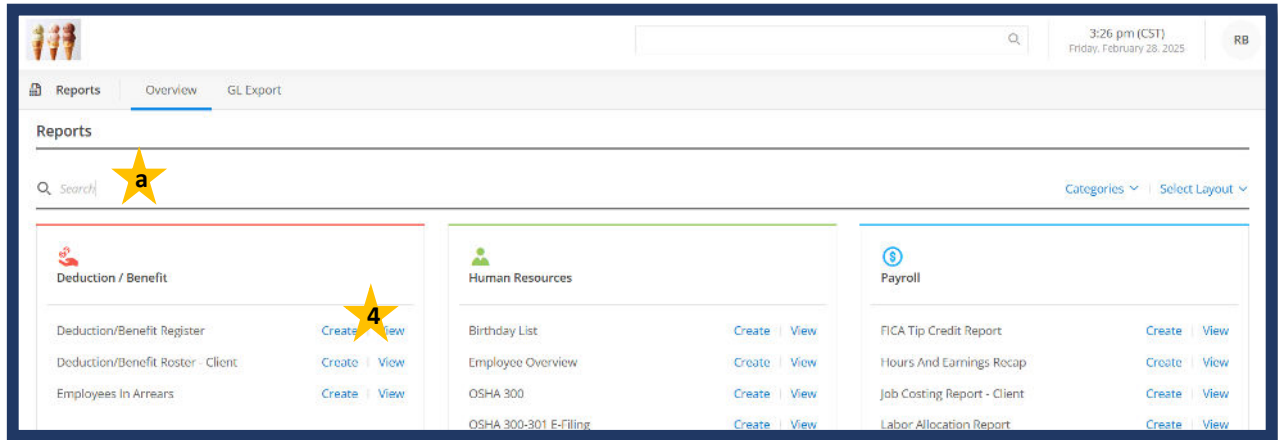 3:26 pm (CST)
Friday, February 28, 2025
RB
Reports
Overview
GL Export
Reports
Search
a
Categories
Select Layout
Deduction / Benefit
Human Resources
Payroll
4
Deduction/Benefit Register Create View
Birthday List Create View
FICA Tip Credit Report Create View
Deduction/Benefit Roster - Client Create View
Employee Overview Create View
Hours And Earnings Recap Create View
Employees In Arrears Create View
OSHA 300 Create View
Job Costing Report - Client Create View
OSHA 300-301 E-Filing Create View
Labor Allocation Report Create View